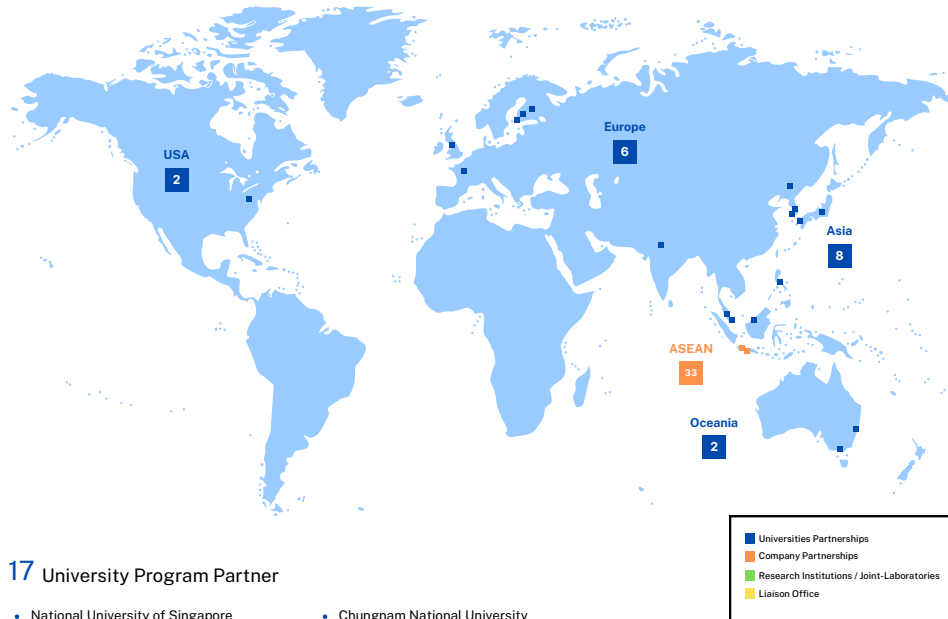 USA
2
Europe
6
Asia
8
ASEAN
33
Oceania
2
Universities Partnerships
Company Partnerships
Research Institutions / Joint-Laboratories
Liaison Office
17 University Program Partner
• National University of Singapore
• Chungnam National University